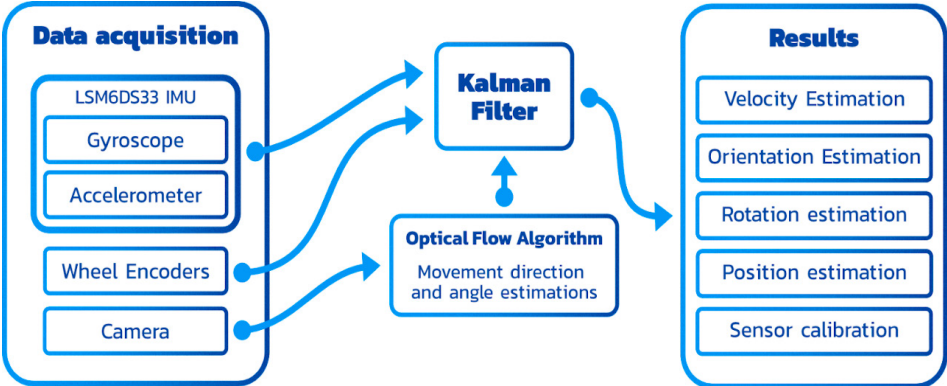 Data acquisition
LSM6DS33 IMU
Gyroscope
Accelerometer
Wheel Encoders
Camera
Kalman
Filter
Optical Flow Algorithm
Movement direction
and angle estimations
Results
Velocity Estimation
Orientation Estimation
Rotation estimation
Position estimation
Sensor calibration